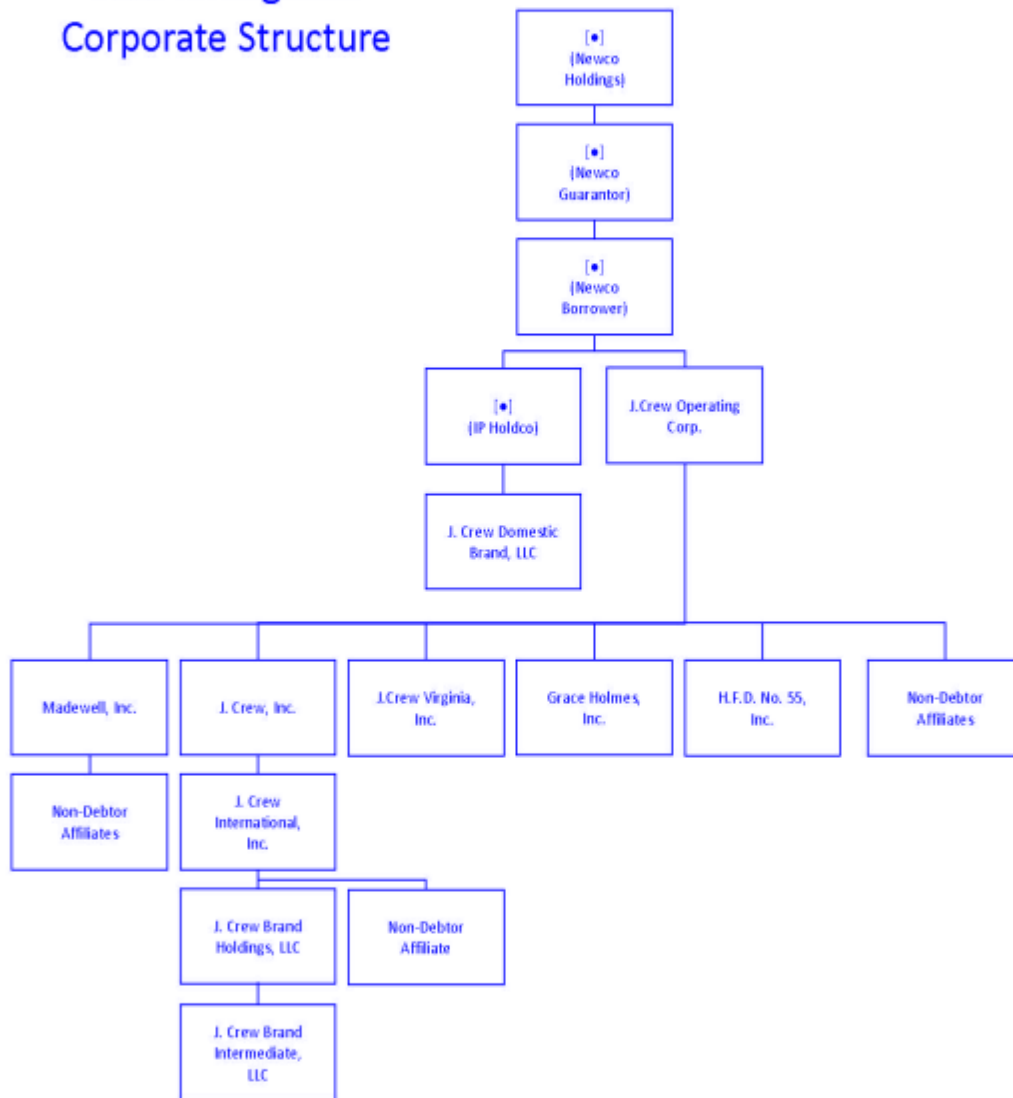 Corporate Structure
[●]
(Newco
Holdings)
[●]
(Newco
Guarantor)
[●]
(Newco
Borrower)
[●]
(IP Holdco)
J.Crew Operating
Corp.
J. Crew Domestic
Brand, LLC
Madewell, Inc.
J. Crew, Inc.
J.Crew Virginia,
Inc.
Grace Holmes,
Inc.
H.F.D. No. 55,
Inc.
Non-Debtor
Affiliates
Non-Debtor
Affiliates
J. Crew
International,
Inc.
J. Crew Brand
Holdings, LLC
Non-Debtor
Affiliate
J. Crew Brand
Intermediate,
LLC